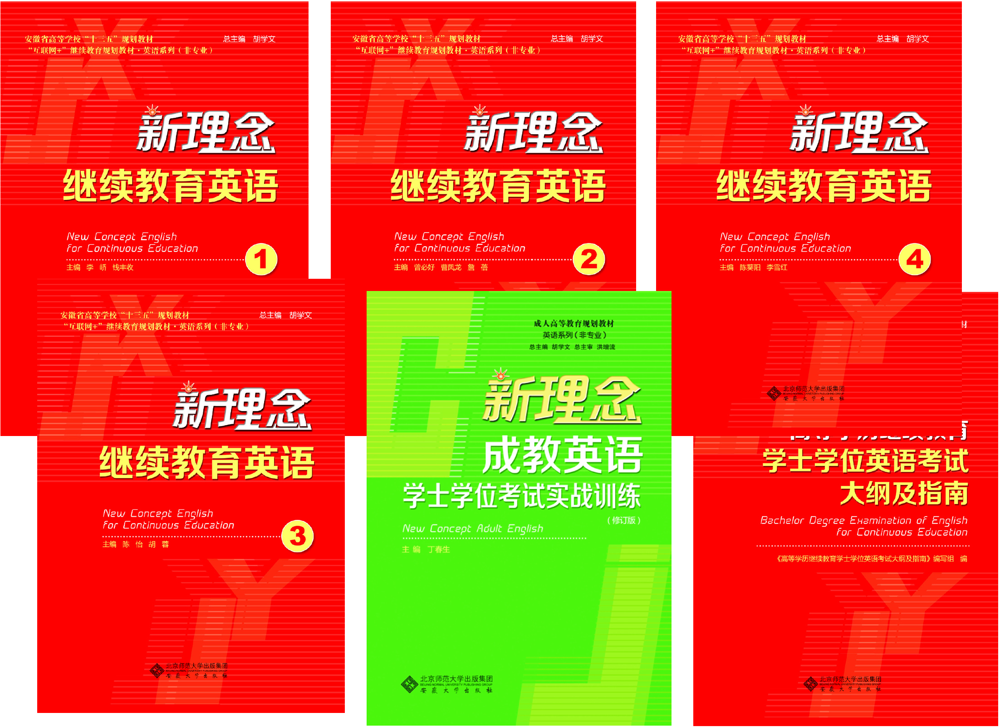 安徽省高等学校“十三五”规划教材
总主编 胡学文
“互联网+”继续教育规划教材·英语系列（非专业）
新理念
继续教育英语
New Concept English
for Continuous Education
1
主编 李 峤 钱丰收
安徽省高等学校“十三五”规划教材
总主编 胡学文
“互联网+”继续教育规划教材·英语系列（非专业）
新理念
继续教育英语
New Concept English
for Continuous Education
2
主编 曾必好 曹凤龙 詹 蓓
安徽省高等学校“十三五”规划教材
总主编 胡学文
“互联网+”继续教育规划教材·英语系列（非专业）
新理念
继续教育英语
New Concept English
for Continuous Education
4
主编 陈葵阳 李雪红
北京师范大学出版集团
BEIJING NORMAL UNIVERSITY PUBLISHING GROUP
安徽大学出版社
安徽省高等学校“十三五”规划教材
总主编 胡学文
“互联网+”继续教育规划教材·英语系列（非专业）
新理念
继续教育英语
New Concept English
for Continuous Education
3
主编 陈 怡 胡 蓉
北京师范大学出版集团
BEIJING NORMAL UNIVERSITY PUBLISHING GROUP
安徽大学出版社
成人高等教育规划教材
英语系列（非专业）
总主编 胡学文 总主审 洪增流
新理念
成教英语
学士学位考试实战训练
（修订版）
New Concept Adult English
主 编 丁春生
北京师范大学出版集团
BEIJING NORMAL UNIVERSITY PUBLISHING GROUP
安徽大学出版社
材
高等学历继续教育
学士学位英语考试
大纲及指南
Bachelor Degree Examination of English
for Continuous Education
《高等学历继续教育学士学位英语考试大纲及指南》编写组 编
北京师范大学出版集团
BEIJING NORMAL UNIVERSITY PUBLISHING GROUP
安徽大学出版社